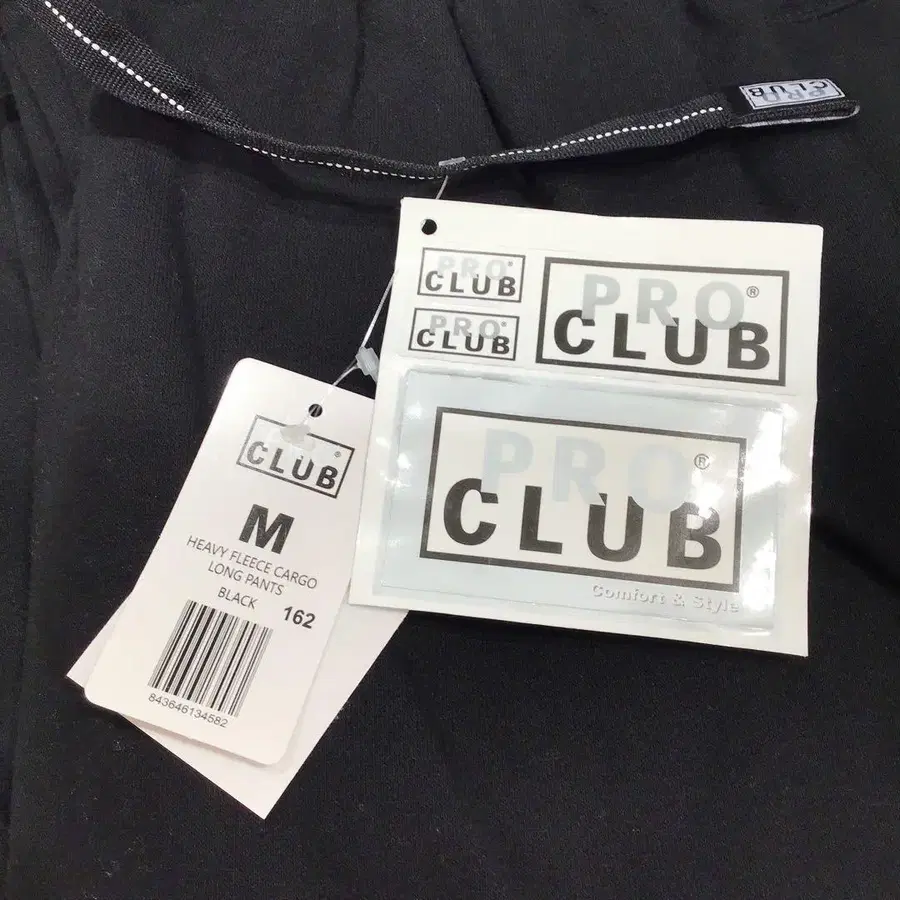 PRO
CLUB
PRO
CLUB
PRO®
CLUB
PRO
CLUB
PRO®
CLUB
Comfort & Style
CLUB
M
HEAVY FLEECE CARGO
LONG PANTS
BLACK
162
843646134582